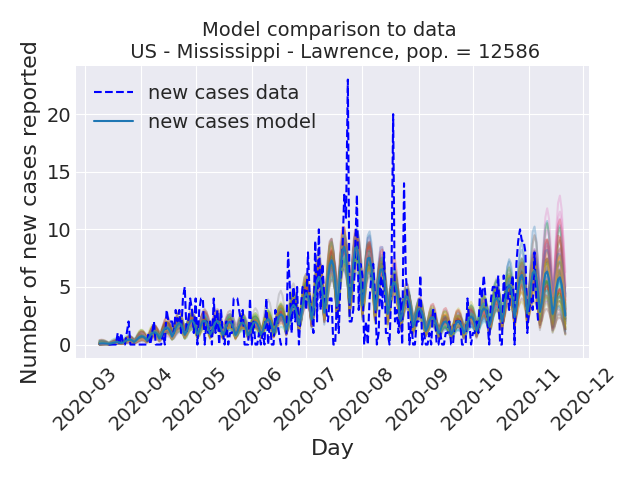 Model comparison to data
US - Mississippi - Lawrence, pop. = 12586
Number of new cases reported
20
15
10
5
0
new cases data
new cases model
2020-03
2020-04
2020-05
2020-06
2020-07
2020-08
2020-09
2020-10
2020-11
2020-12
Day